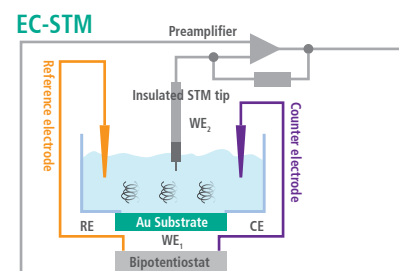 EC-STM
Preamplifier
Reference electrode
Insulated STM tip
WE2
Counter electrode
Au Substrate
RE
CE
WE1
Bipotentiostat